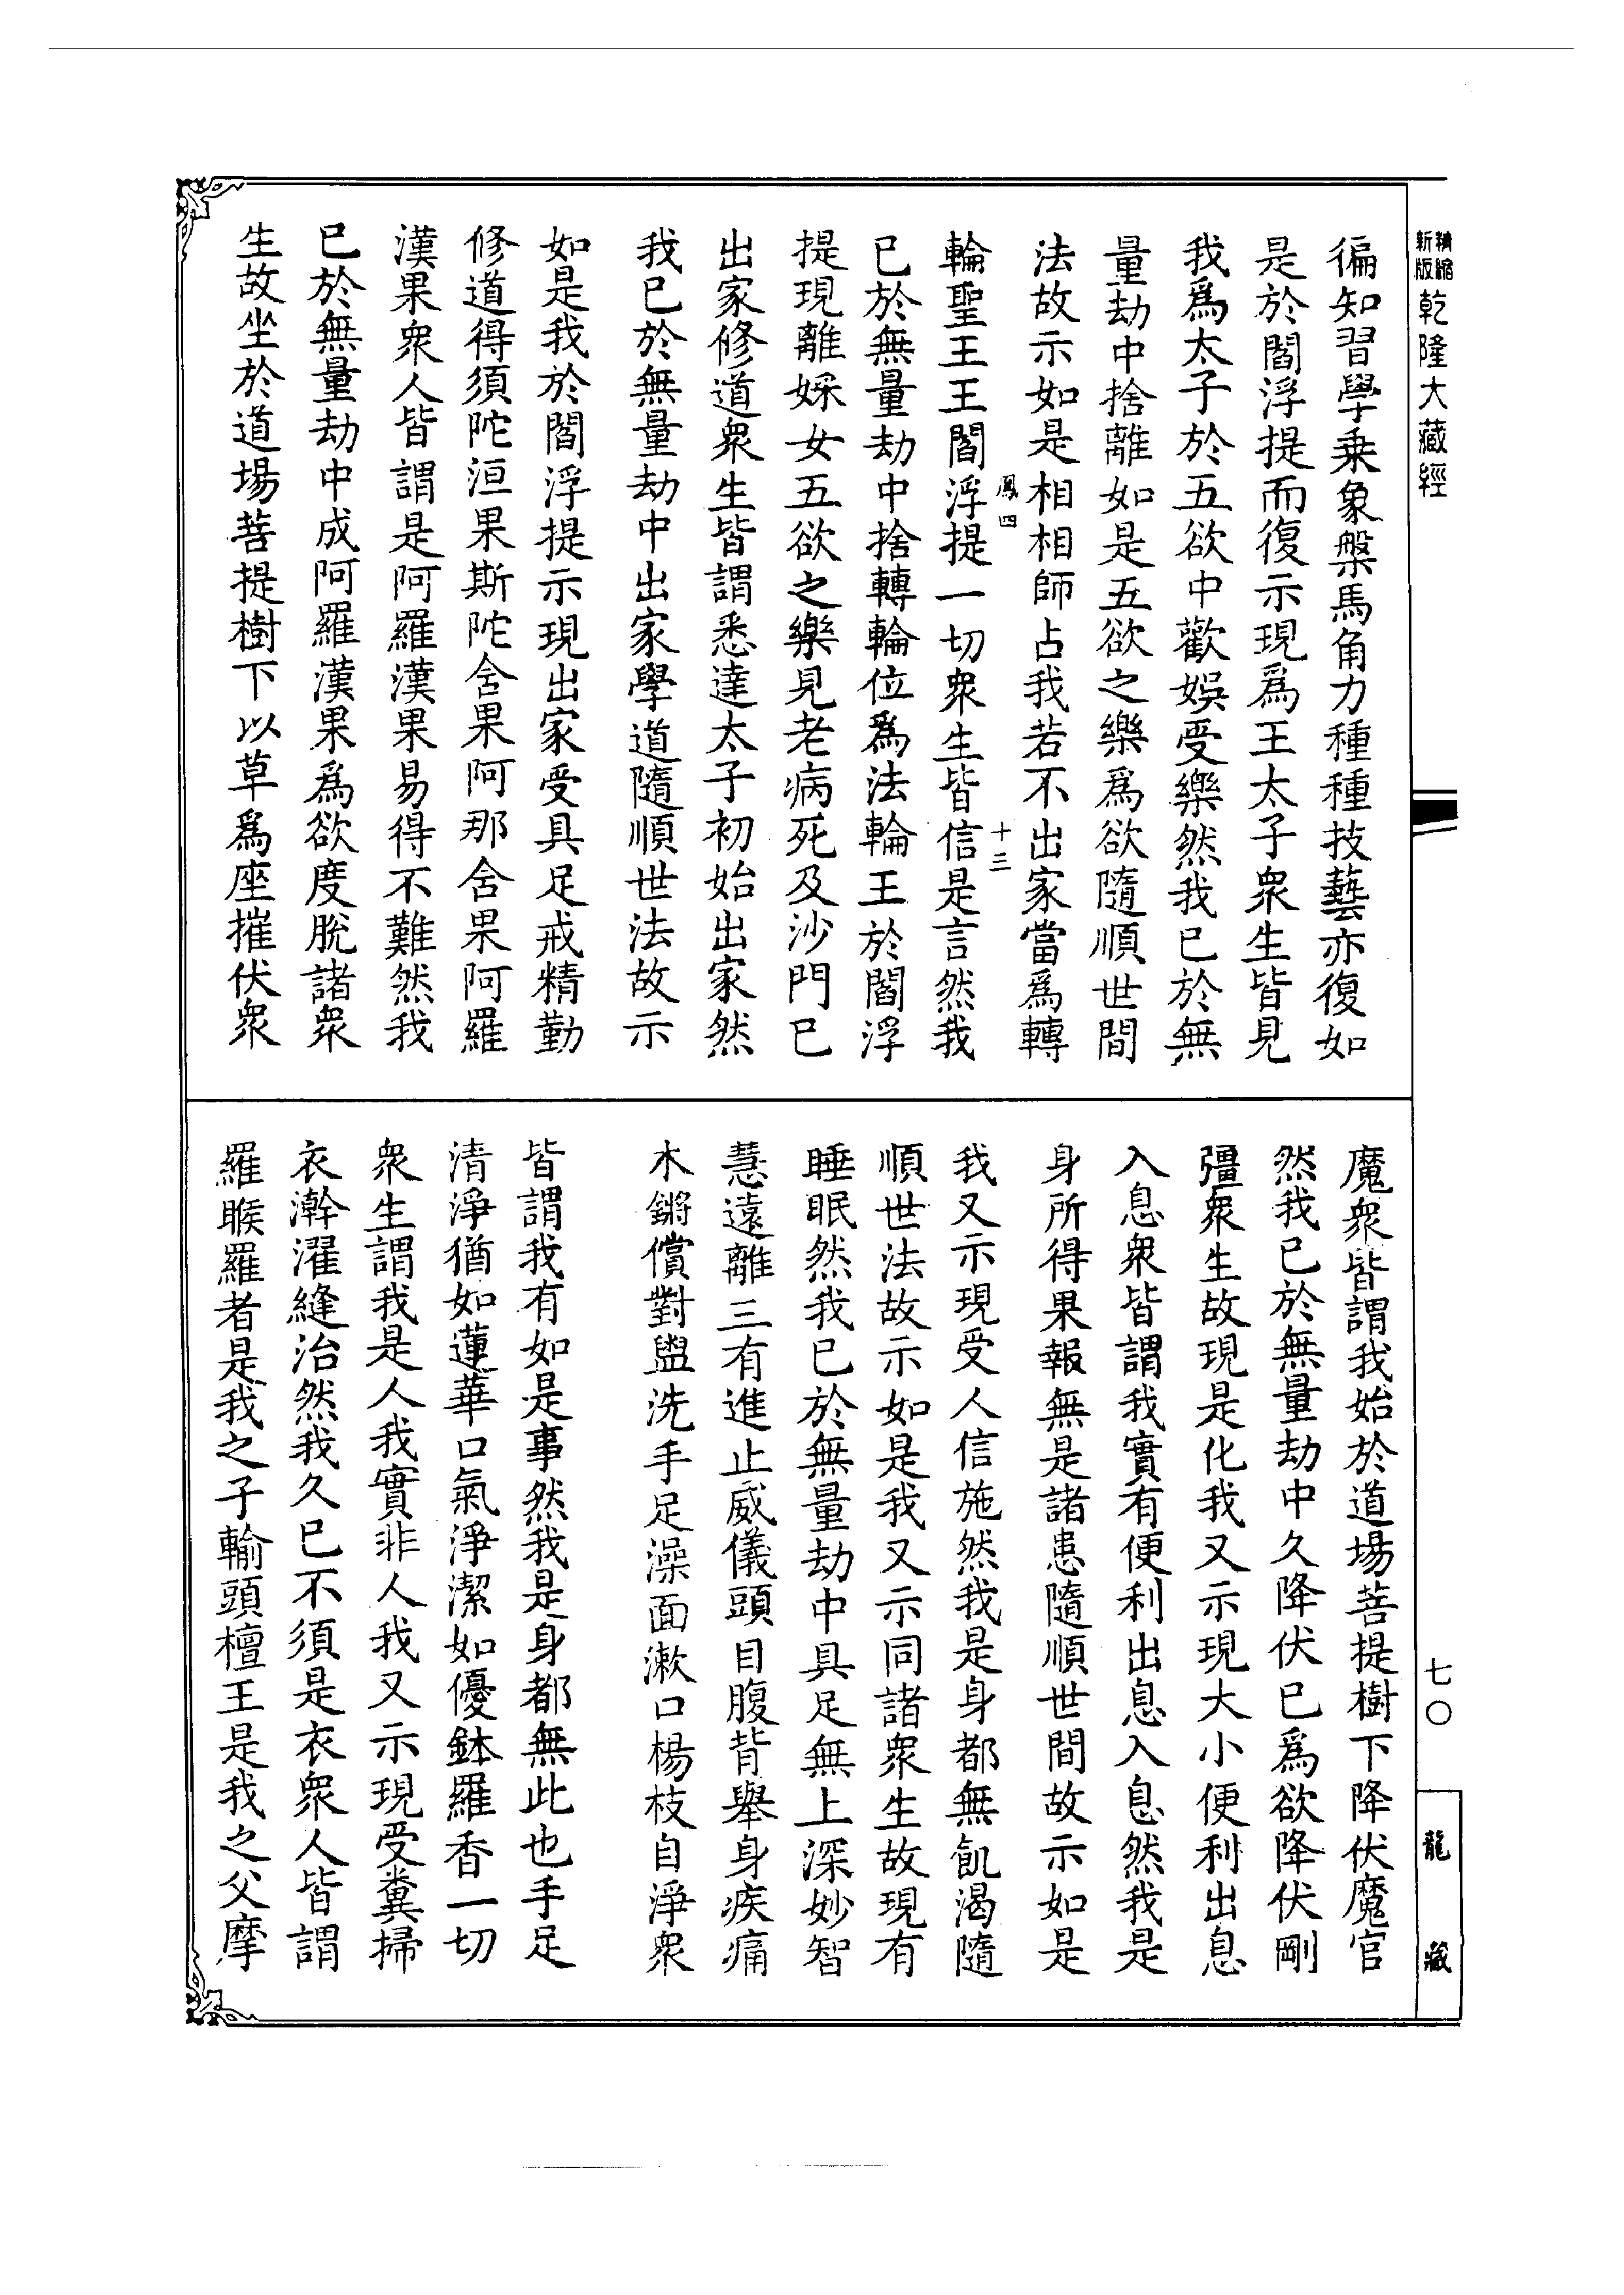 精縮
新版
乾隆大藏經
徧知習學乗象槃馬角力種種技藝亦復如
是於閻浮提而復示現爲王太子衆生皆見
我爲太子於五欲中歡娛受樂然我已於無
量劫中捨離如是五欲之樂爲欲隨順世間
法故示如是相相師占我若不出家當爲轉
鳳四
十三
輪聖王王閻浮提一切衆生皆信是言然我
已於無量劫中捨轉輪位爲法輪王於閻浮
提現離婇女五欲之樂見老病死及沙門已
出家修道衆生皆謂悉達太子初始出家然
我已於無量劫中出家學道隨順世法故示
如是我於閻浮提示現出家受具足戒精勤
修道得須陀洹果斯陀含果阿那含果阿羅
漢果衆人皆謂是阿羅漢果易得不難然我
已於無量劫中成阿羅漢果爲欲度脫諸衆
生故坐於道場菩提樹下以草爲座摧伏衆
魔衆皆謂我始於道場菩提樹下降伏魔官
然我已於無量劫中久降伏已爲欲降伏剛
彊衆生故現是化我又示現大小便利出息
入息衆皆謂我實有便利出息入息然我是
身所得果報無是諸患隨順世間故示如是
我又示現受人信施然我是身都無飢渴隨
順世法故示如是我又示同諸衆生故現有
睡眠然我已於無量劫中具足無上深妙智
慧遠離三有進止威儀頭目腹背舉身疾痛
木鏘償對盥洗手足澡面漱口楊枝自淨衆
皆謂我有如是事然我是身都無此也手足
清淨猶如蓮華口氣淨潔如優鉢羅香一切
衆生謂我是人我實非人我又示現受糞掃
衣澣濯縫治然我久已不須是衣衆人皆謂
羅睺羅者是我之子輸頭檀王是我之父摩
七〇
龍藏